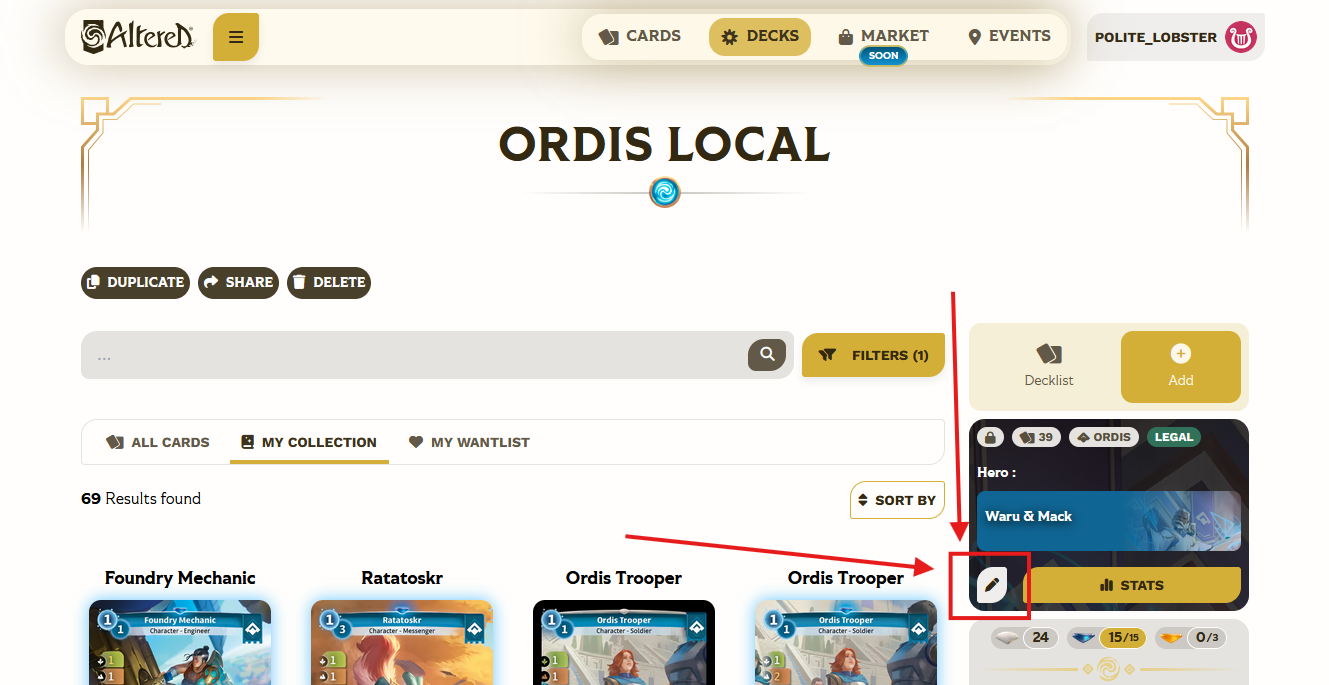 Altered
CARDS
DECKS
MARKET
SOON
EVENTS
POLITE_LOBSTER
ORDIS LOCAL
DUPLICATE
SHARE
DELETE
...
FILTERS (1)
Decklist
Add
ALL CARDS
MY COLLECTION
MY WANTLIST
39
ORDIS
LEGAL
Hero :
69 Results found
SORT BY
Waru & Mack
STATS
Foundry Mechanic
Ratatoskr
Ordis Trooper
Ordis Trooper
24
15/15
0/3
1
1
Foundry Mechanic
Character - Engineer
1
1
1
3
Ratatoskr
Character - Messenger
1
1
1
1
Ordis Trooper
Character - Soldier
1
1
1
1
Ordis Trooper
Character - Soldier
1
2